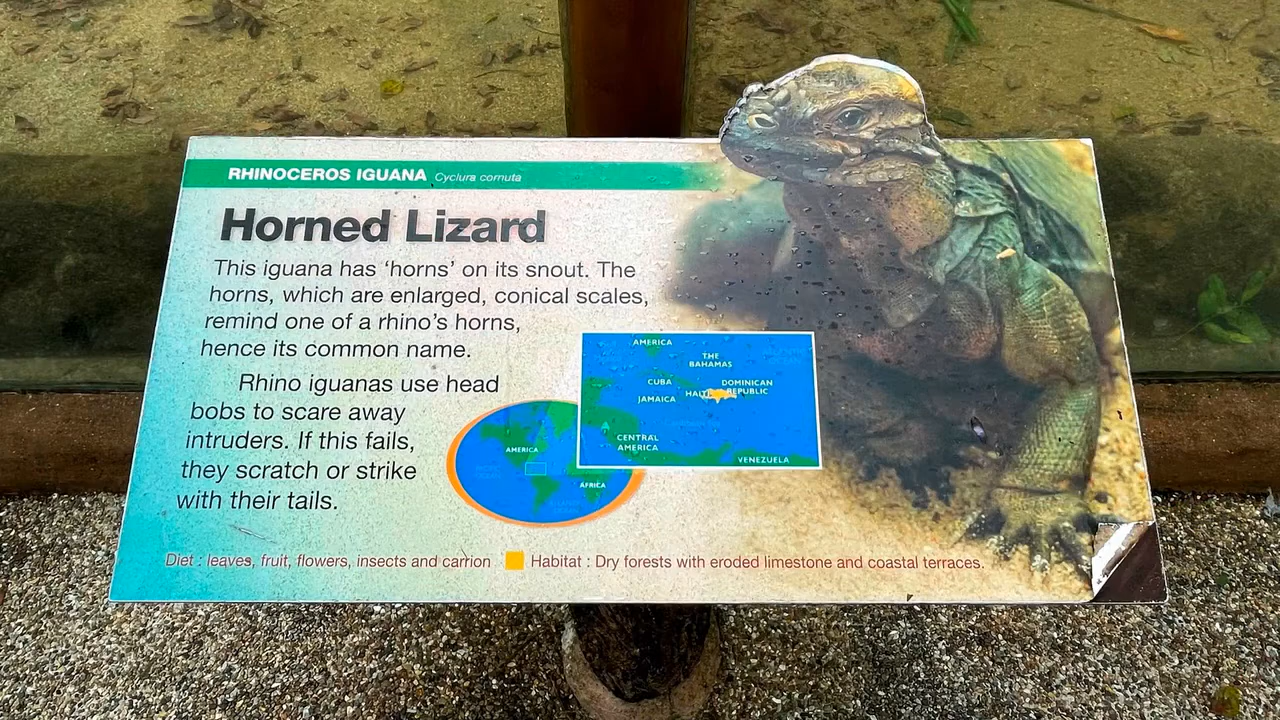 RHINOCEROS IGUANA Cyclura cornuta
Horned Lizard
This iguana has ‘horns’ on its snout. The
horns, which are enlarged, conical scales,
remind one of a rhino’s horns,
hence its common name.
Rhino iguanas use head
bobs to scare away
intruders. If this fails,
they scratch or strike
with their tails.
AMERICA
THE
BAHAMAS
CUBA
DOMINICAN
REPUBLIC
HAITI
JAMAICA
CENTRAL
AMERICA
VENEZUELA
AMERICA
AFRICA
Diet : leaves, fruit, flowers, insects and carrion
Habitat : Dry forests with eroded limestone and coastal terraces.